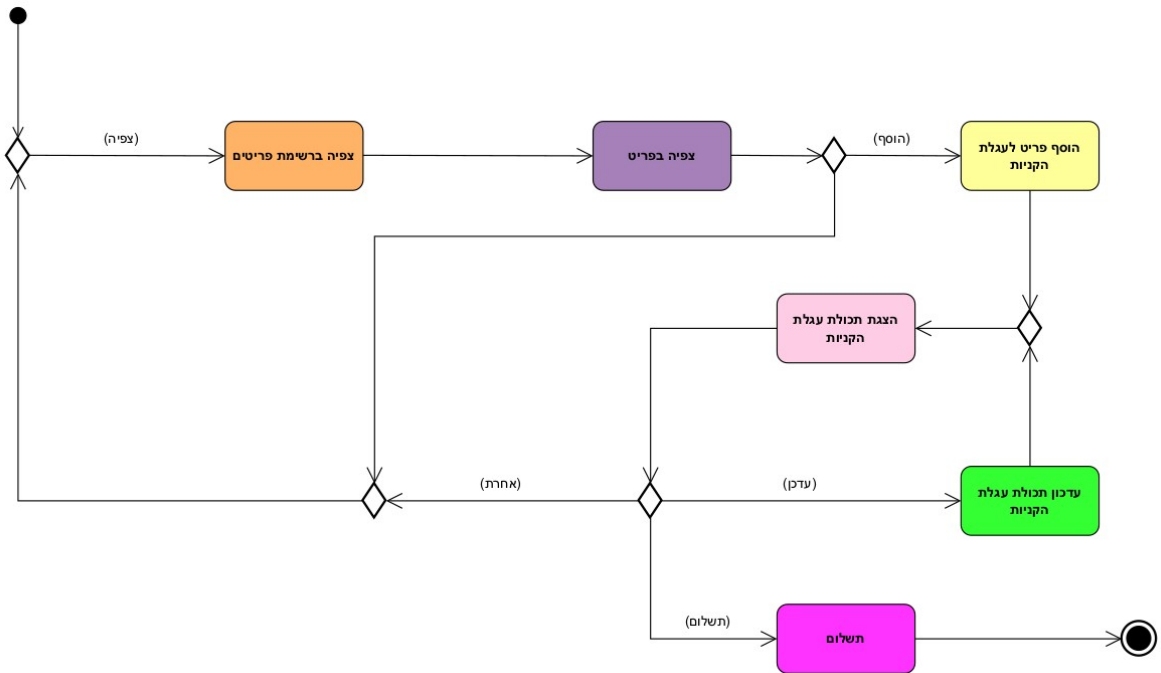 (צפיה)
צפיה ברשימת פריטים
צפיה בפריט
(הוסף)
הוסף פריט לעגלת
הקניות
הצגת תכולת עגלת
הקניות
(אחרת)
(עדכן)
עדכון תכולת עגלת
הקניות
(תשלום)
תשלום